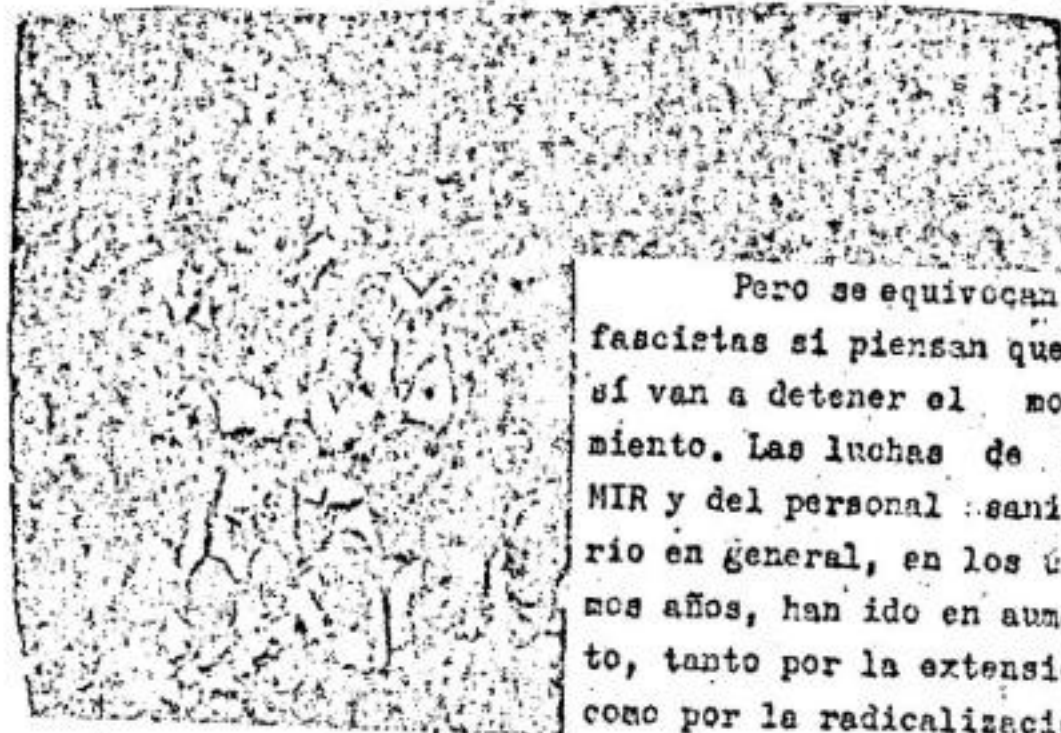 Pero se equivocan
fascistas si piensan que
sí van a detener el mo
miento. Las luchas de
MIR y del personal sani
rio en general, en los ú
mos años, han ido en aum
to, tanto por la extensi
como por la radicalizaci